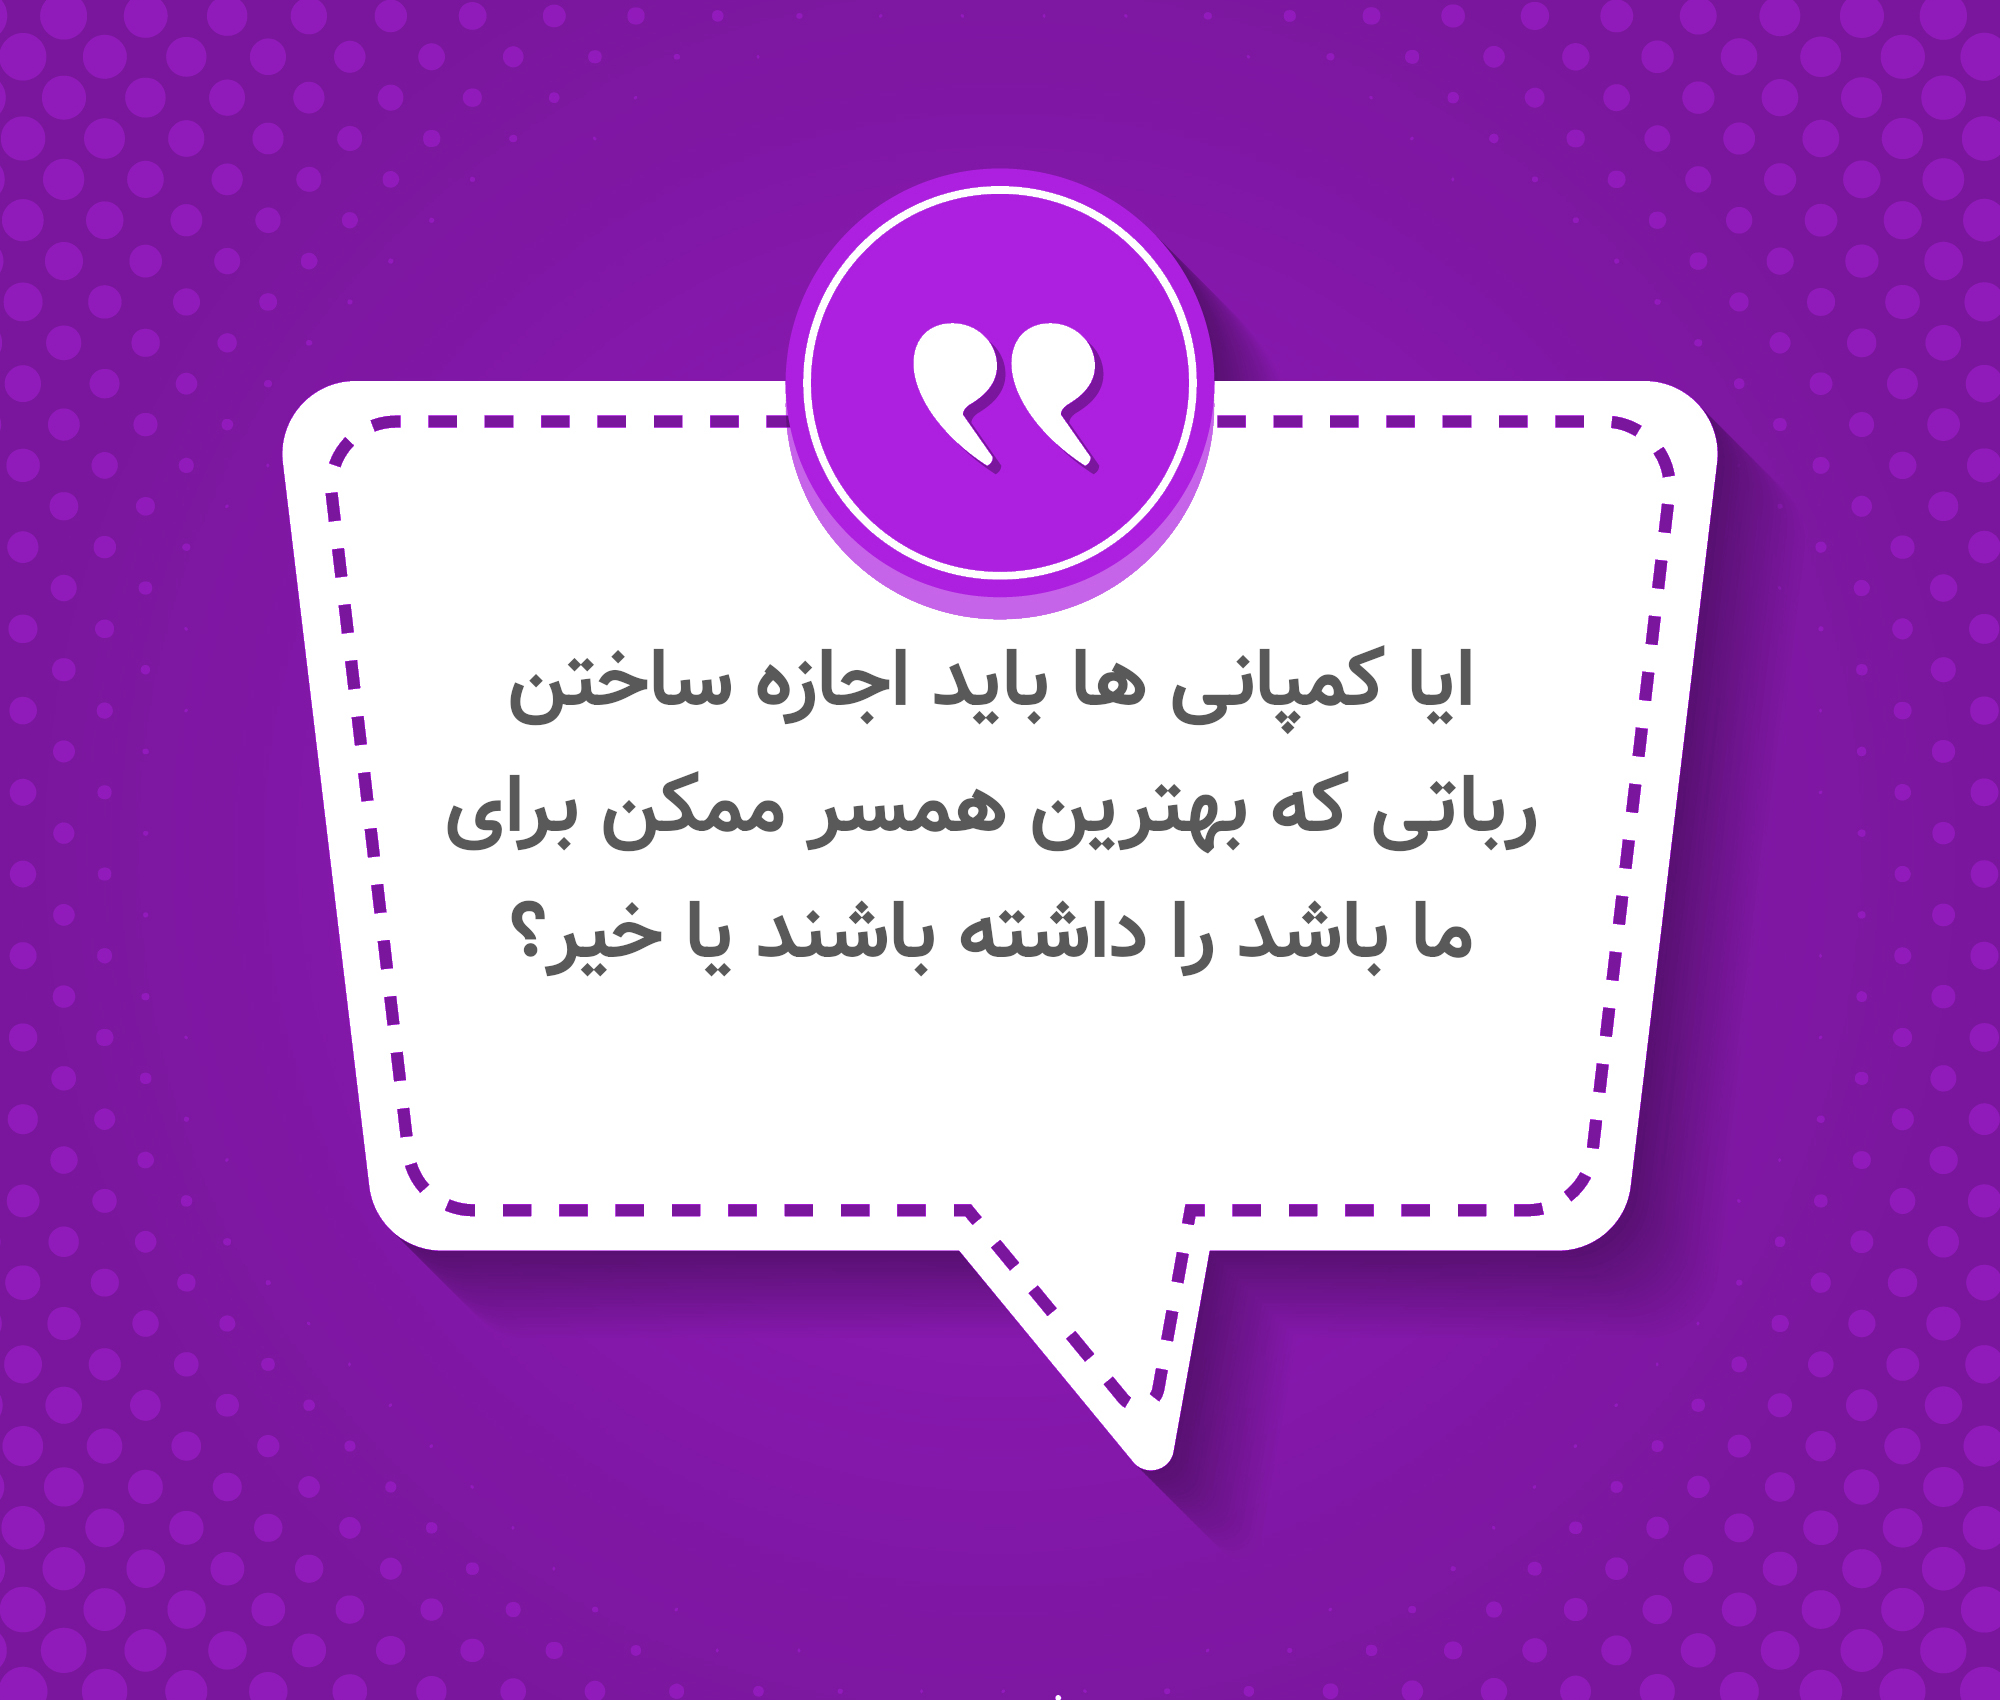 ایا کمپانی ها باید اجازه ساختن
رباتی که بهترین همسر ممکن برای
ما باشد را داشته باشند یا خیر؟